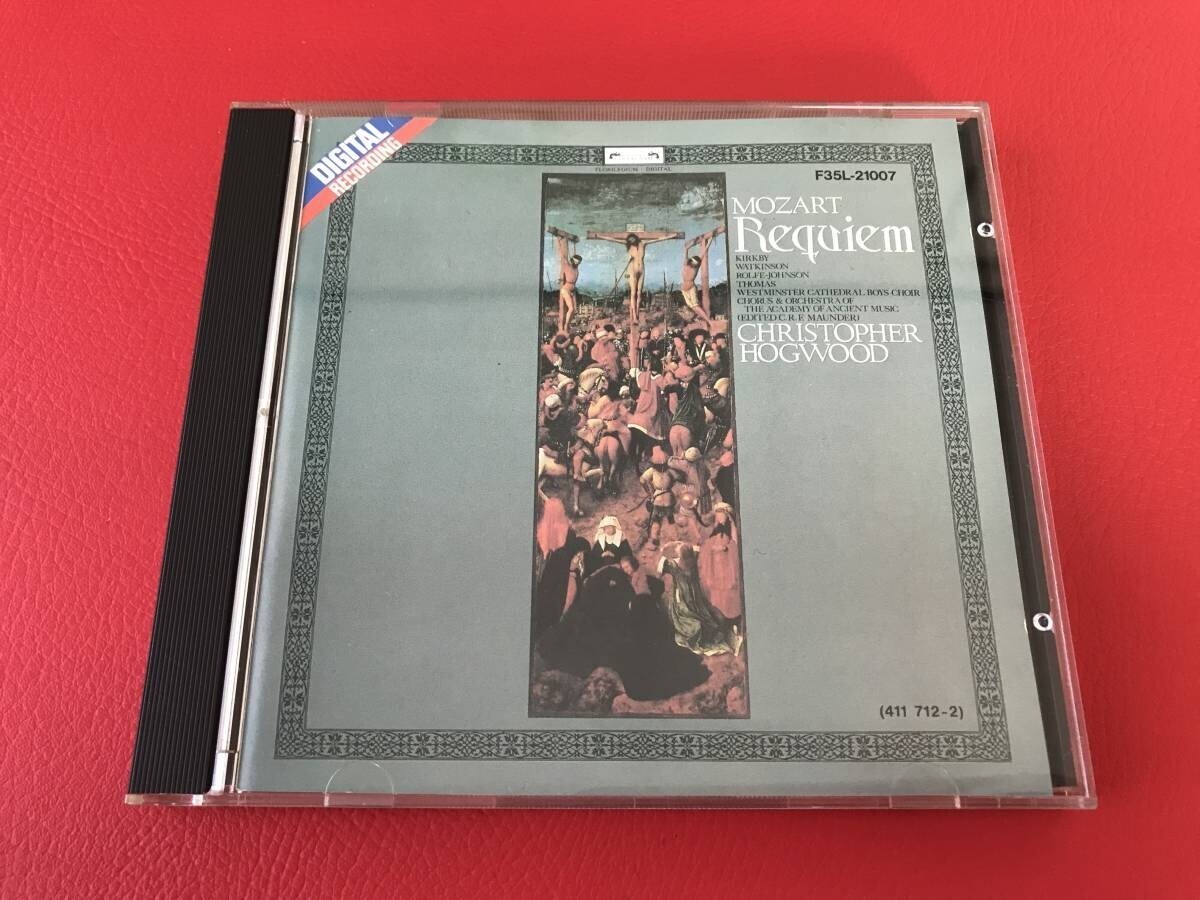 DIGITAL
RECORDING
FLORILEGIUM DIGITAL
F35L-21007
MOZART
Requiem
KIRKBY
WATKINSON
ROLFE-JOHNSON
THOMAS
WESTMINSTER CATHEDRAL BOYS CHOIR
CHORUS & ORCHESTRA OF
THE ACADEMY OF ANCIENT MUSIC
(EDITED C. R. F. MAUNDER)
CHRISTOPHER
HOGWOOD
(411 712-2)